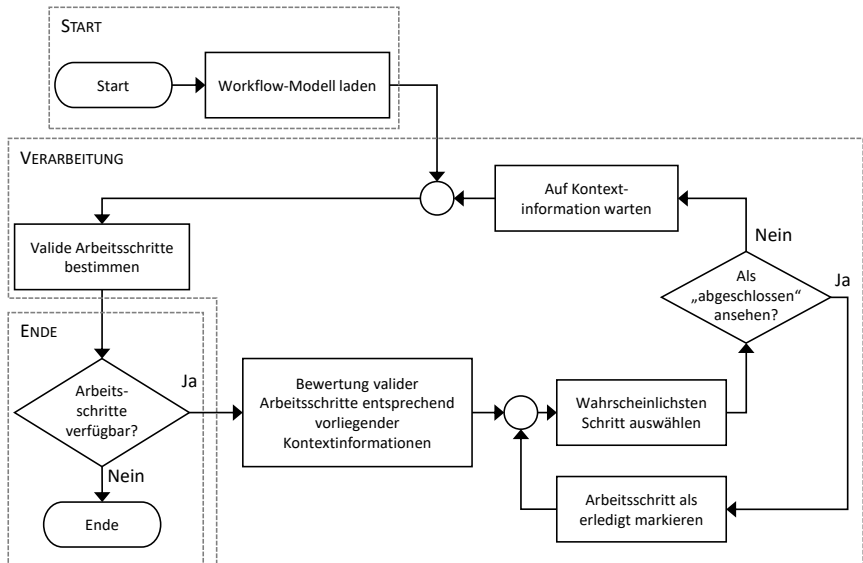 START
Start
Workflow-Modell laden
VERARBEITUNG
Auf Kontext-
information warten
Valide Arbeitsschritte
bestimmen
Nein
Als
„abgeschlossen“
ansehen?
Ja
ENDE
Arbeits-
schritte
verfügbar?
Ja
Nein
Ende
Bewertung valider
Arbeitsschritte entsprechend
vorliegender
Kontextinformationen
Wahrscheinlichsten
Schritt auswählen
Arbeitsschritt als
erledigt markieren